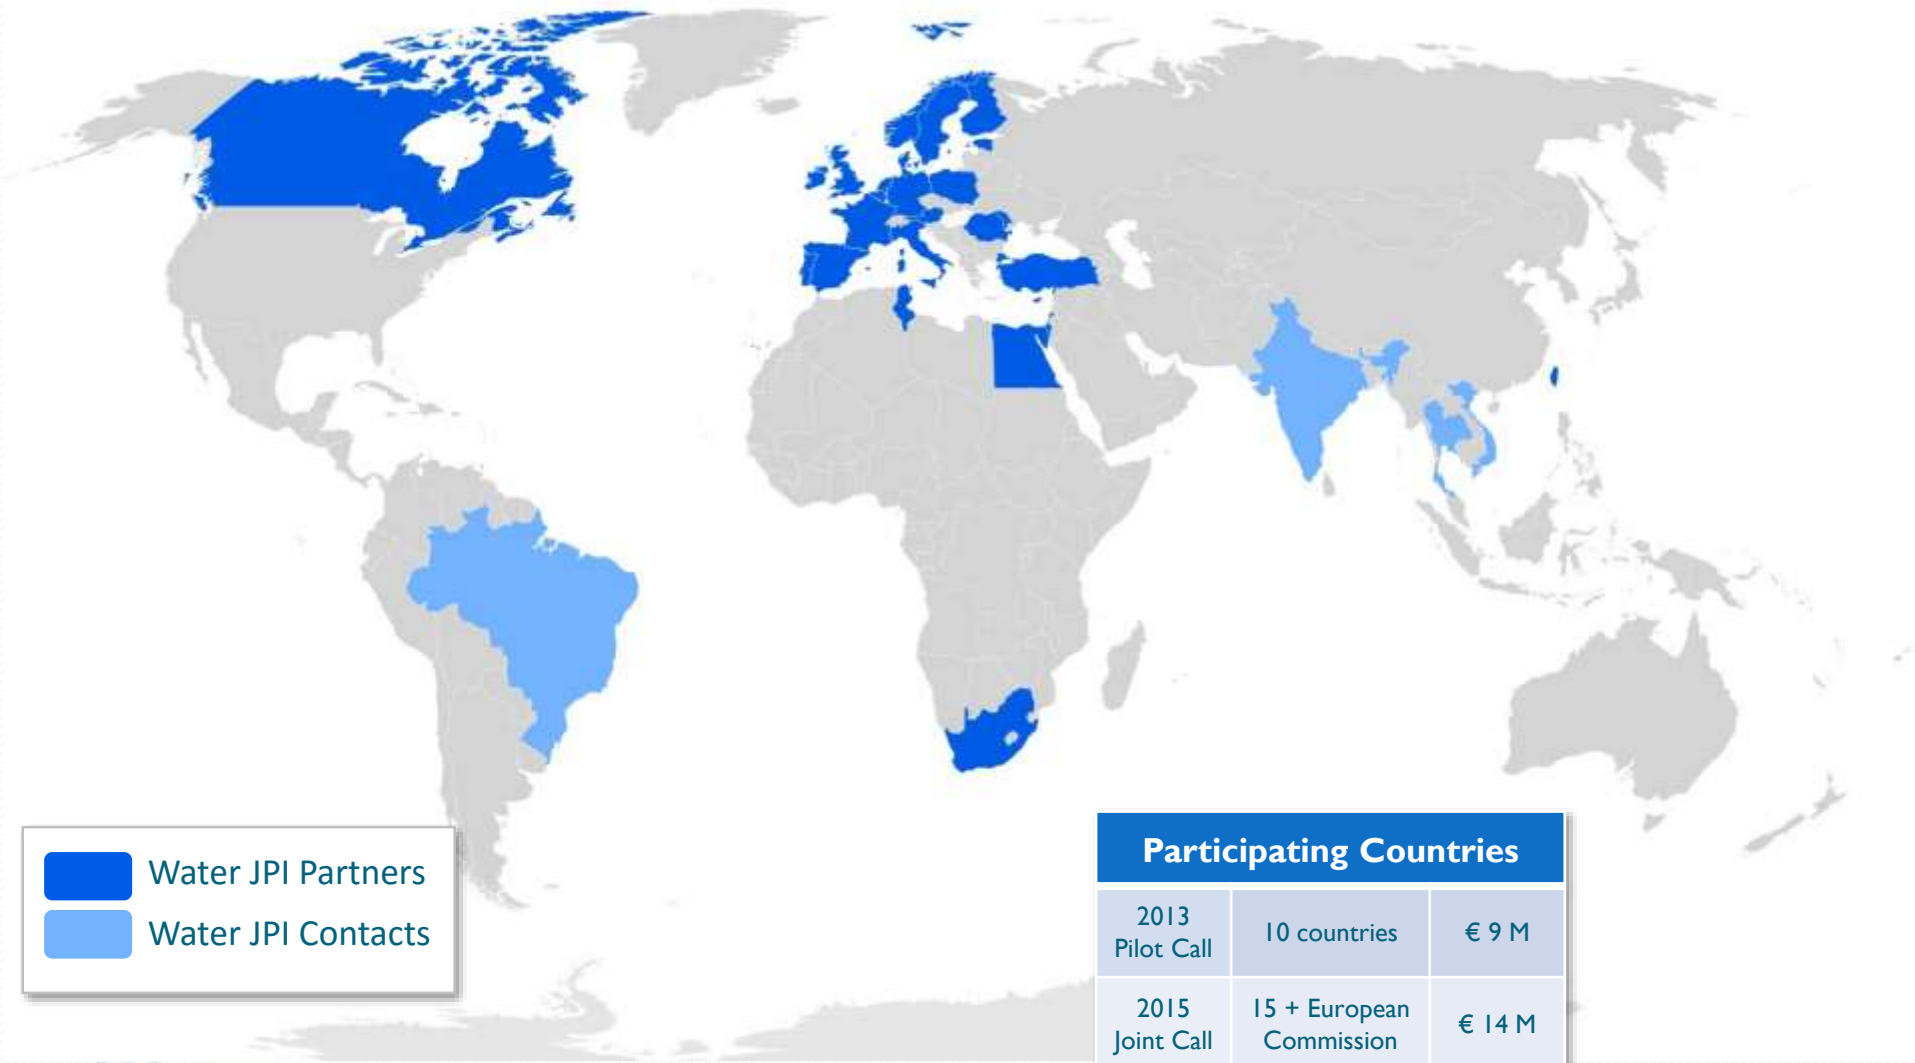 Water JPI Partners
Water JPI Contacts
Participating Countries
2013
Pilot Call
10 countries
€ 9 M
2015
Joint Call
15 + European
Commission
€ 14 M